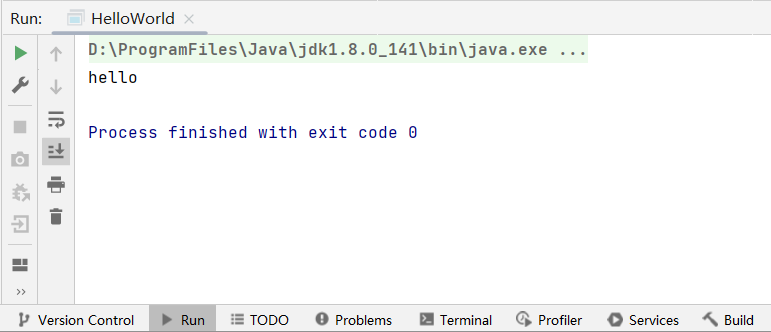 Run: HelloWorld
D:\ProgramFiles\Java\jdk1.8.0_141\bin\java.exe ...
hello
Process finished with exit code 0
Version Control Run TODO Problems Terminal Profiler Services Build